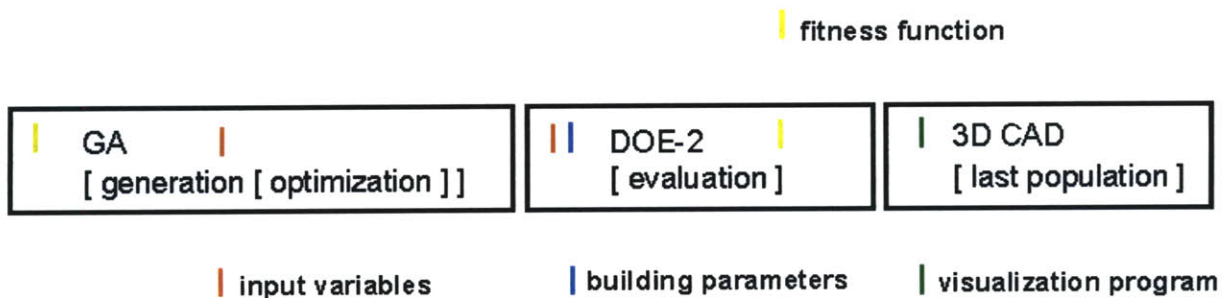 fitness function
GA
[ generation [ optimization ] ]
DOE-2
[ evaluation ]
3D CAD
[ last population ]
input variables
building parameters
visualization program